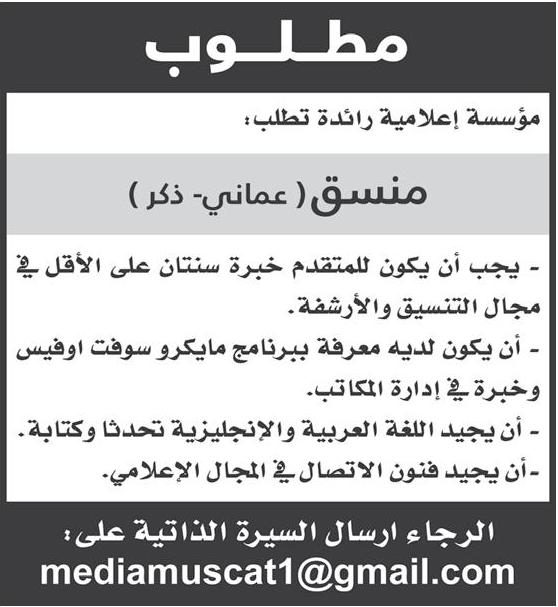 مطلوب
مؤسسة إعلامية رائدة تطلب:
منسق ( عماني- ذكر )
- يجب أن يكون للمتقدم خبرة سنتان على الأقل في
مجال التنسيق والأرشفة.
- أن يكون لديه معرفة ببرنامج مايكرو سوفت اوفيس
وخبرة في إدارة المكاتب.
- أن يجيد اللغة العربية والإنجليزية تحدثا وكتابة.
-أن يجيد فنون الاتصال في المجال الإعلامي.
الرجاء ارسال السيرة الذاتية على:
mediamuscat1@gmail.com